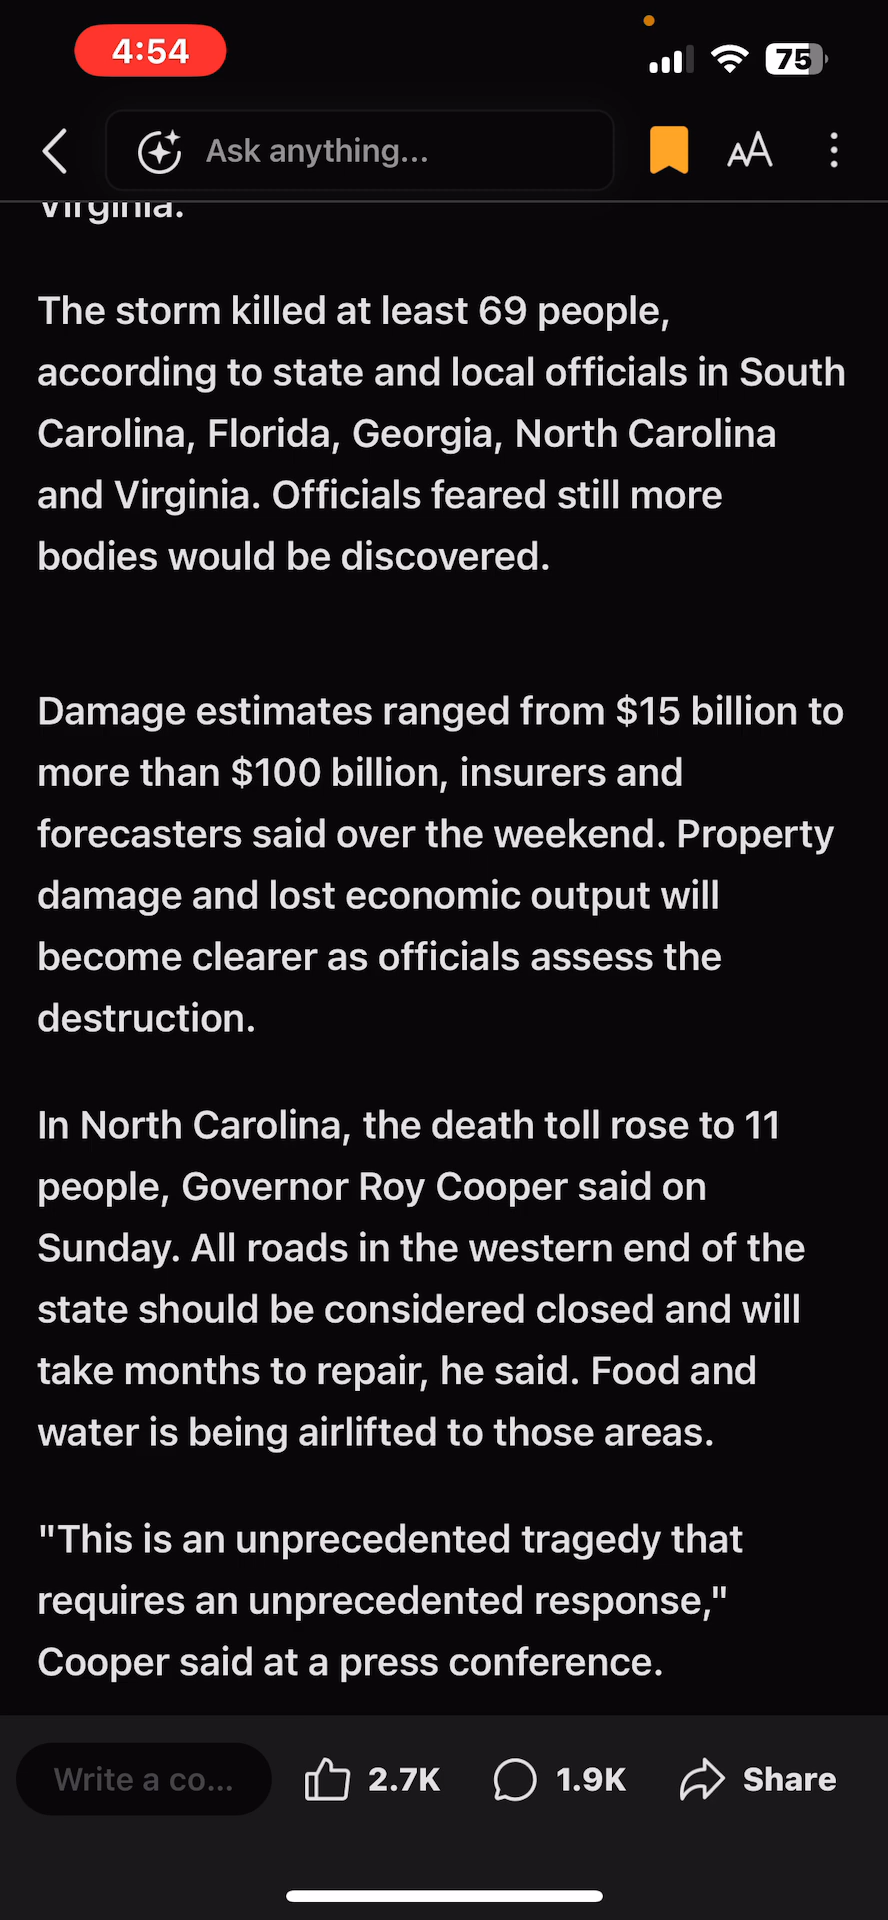 4:54
75
Ask anything...
Virginia.
The storm killed at least 69 people,
according to state and local officials in South
Carolina, Florida, Georgia, North Carolina
and Virginia. Officials feared still more
bodies would be discovered.
Damage estimates ranged from $15 billion to
more than $100 billion, insurers and
forecasters said over the weekend. Property
damage and lost economic output will
become clearer as officials assess the
destruction.
In North Carolina, the death toll rose to 11
people, Governor Roy Cooper said on
Sunday. All roads in the western end of the
state should be considered closed and will
take months to repair, he said. Food and
water is being airlifted to those areas.
"This is an unprecedented tragedy that
requires an unprecedented response,"
Cooper said at a press conference.
Write a co... 2.7K 1.9K Share